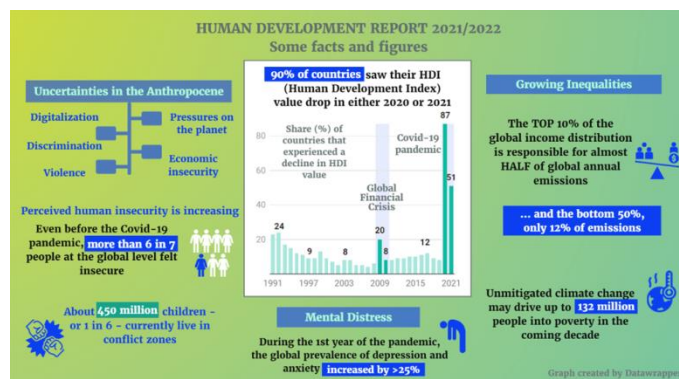 HUMAN DEVELOPMENT REPORT 2021/2022
Some facts and figures
Uncertainties in the Anthropocene
Digitalization
Pressures on
the planet
Discrimination
Economic
insecurity
Violence
Perceived human insecurity is increasing
Even before the Covid-19
pandemic, more than 6 in 7
people at the global level felt
insecure
About 450 million children -
or 1 in 6 - currently live in
conflict zones
90% of countries saw their HDI
(Human Development Index)
value drop in either 2020 or 2021
87
80
Share (%) of
countries that
experienced a
decline in HDI
value
Covid-19
pandemic
60
51
Global
Financial
Crisis
40
24
20
20
9
8
8
12
1991
1997
2003
2009
2015
2021
Mental Distress
During the 1st year of the pandemic,
the global prevalence of depression and
anxiety increased by >25%
Growing Inequalities
The TOP 10% of the
global income distribution
is responsible for almost
HALF of global annual
emissions
$
... and the bottom 50%,
only 12% of emissions
Unmitigated climate change
may drive up to 132 million
people into poverty in the
coming decade
Graph created by Datawrapper